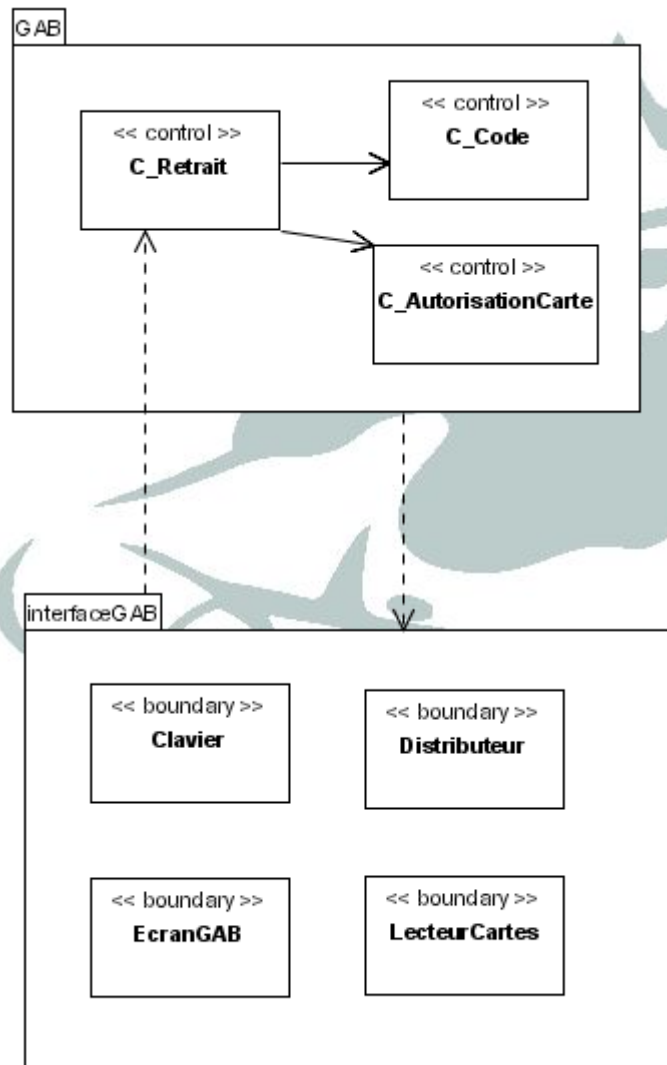 GAB
<< control >>
C_Retrait
<< control >>
C_Code
<< control >>
C_AutorisationCarte
interfaceGAB
<< boundary >>
Clavier
<< boundary >>
Distributeur
<< boundary >>
EcranGAB
<< boundary >>
LecteurCartes